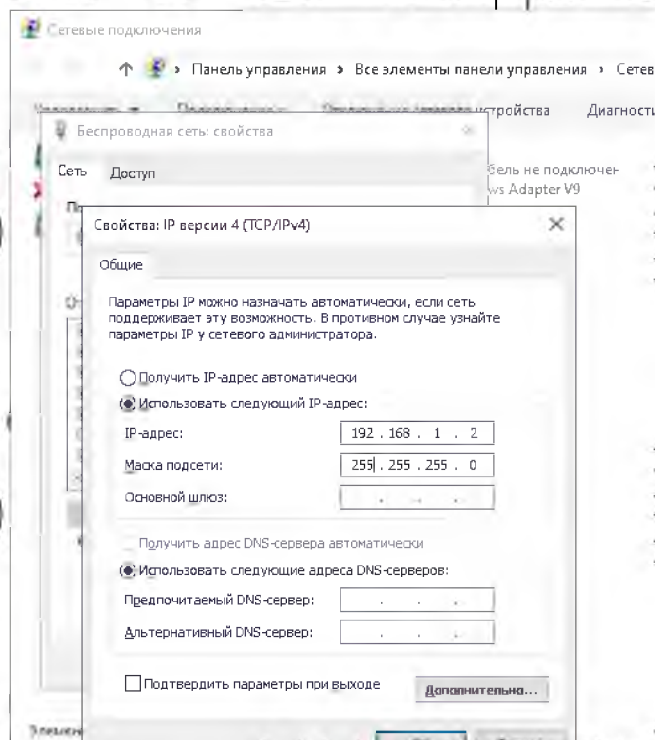 Сетевые подключения
Панель управления › Все элементы панели управления › Сетев
устройства Диагности
Беспроводная сеть: свойства
Сеть Доступ
бель не подключен
ws Adapter V9
Свойства: IP версии 4 (TCP/IPv4)
Общие
Параметры IP можно назначать автоматически, если сеть
поддерживает эту возможность. В противном случае узнайте
параметры IP у сетевого администратора.
Получить IP-адрес автоматически
Использовать следующий IP-адрес:
IP-адрес: 192 . 168 . 1 . 2
Маска подсети: 255 . 255 . 255 . 0
Основной шлюз: . . .
Получить адрес DNS-сервера автоматически
Использовать следующие адреса DNS-серверов:
Предпочитаемый DNS-сервер: . . .
Альтернативный DNS-сервер: . . .
Подтвердить параметры при выходе
Дополнительно...
Элемен